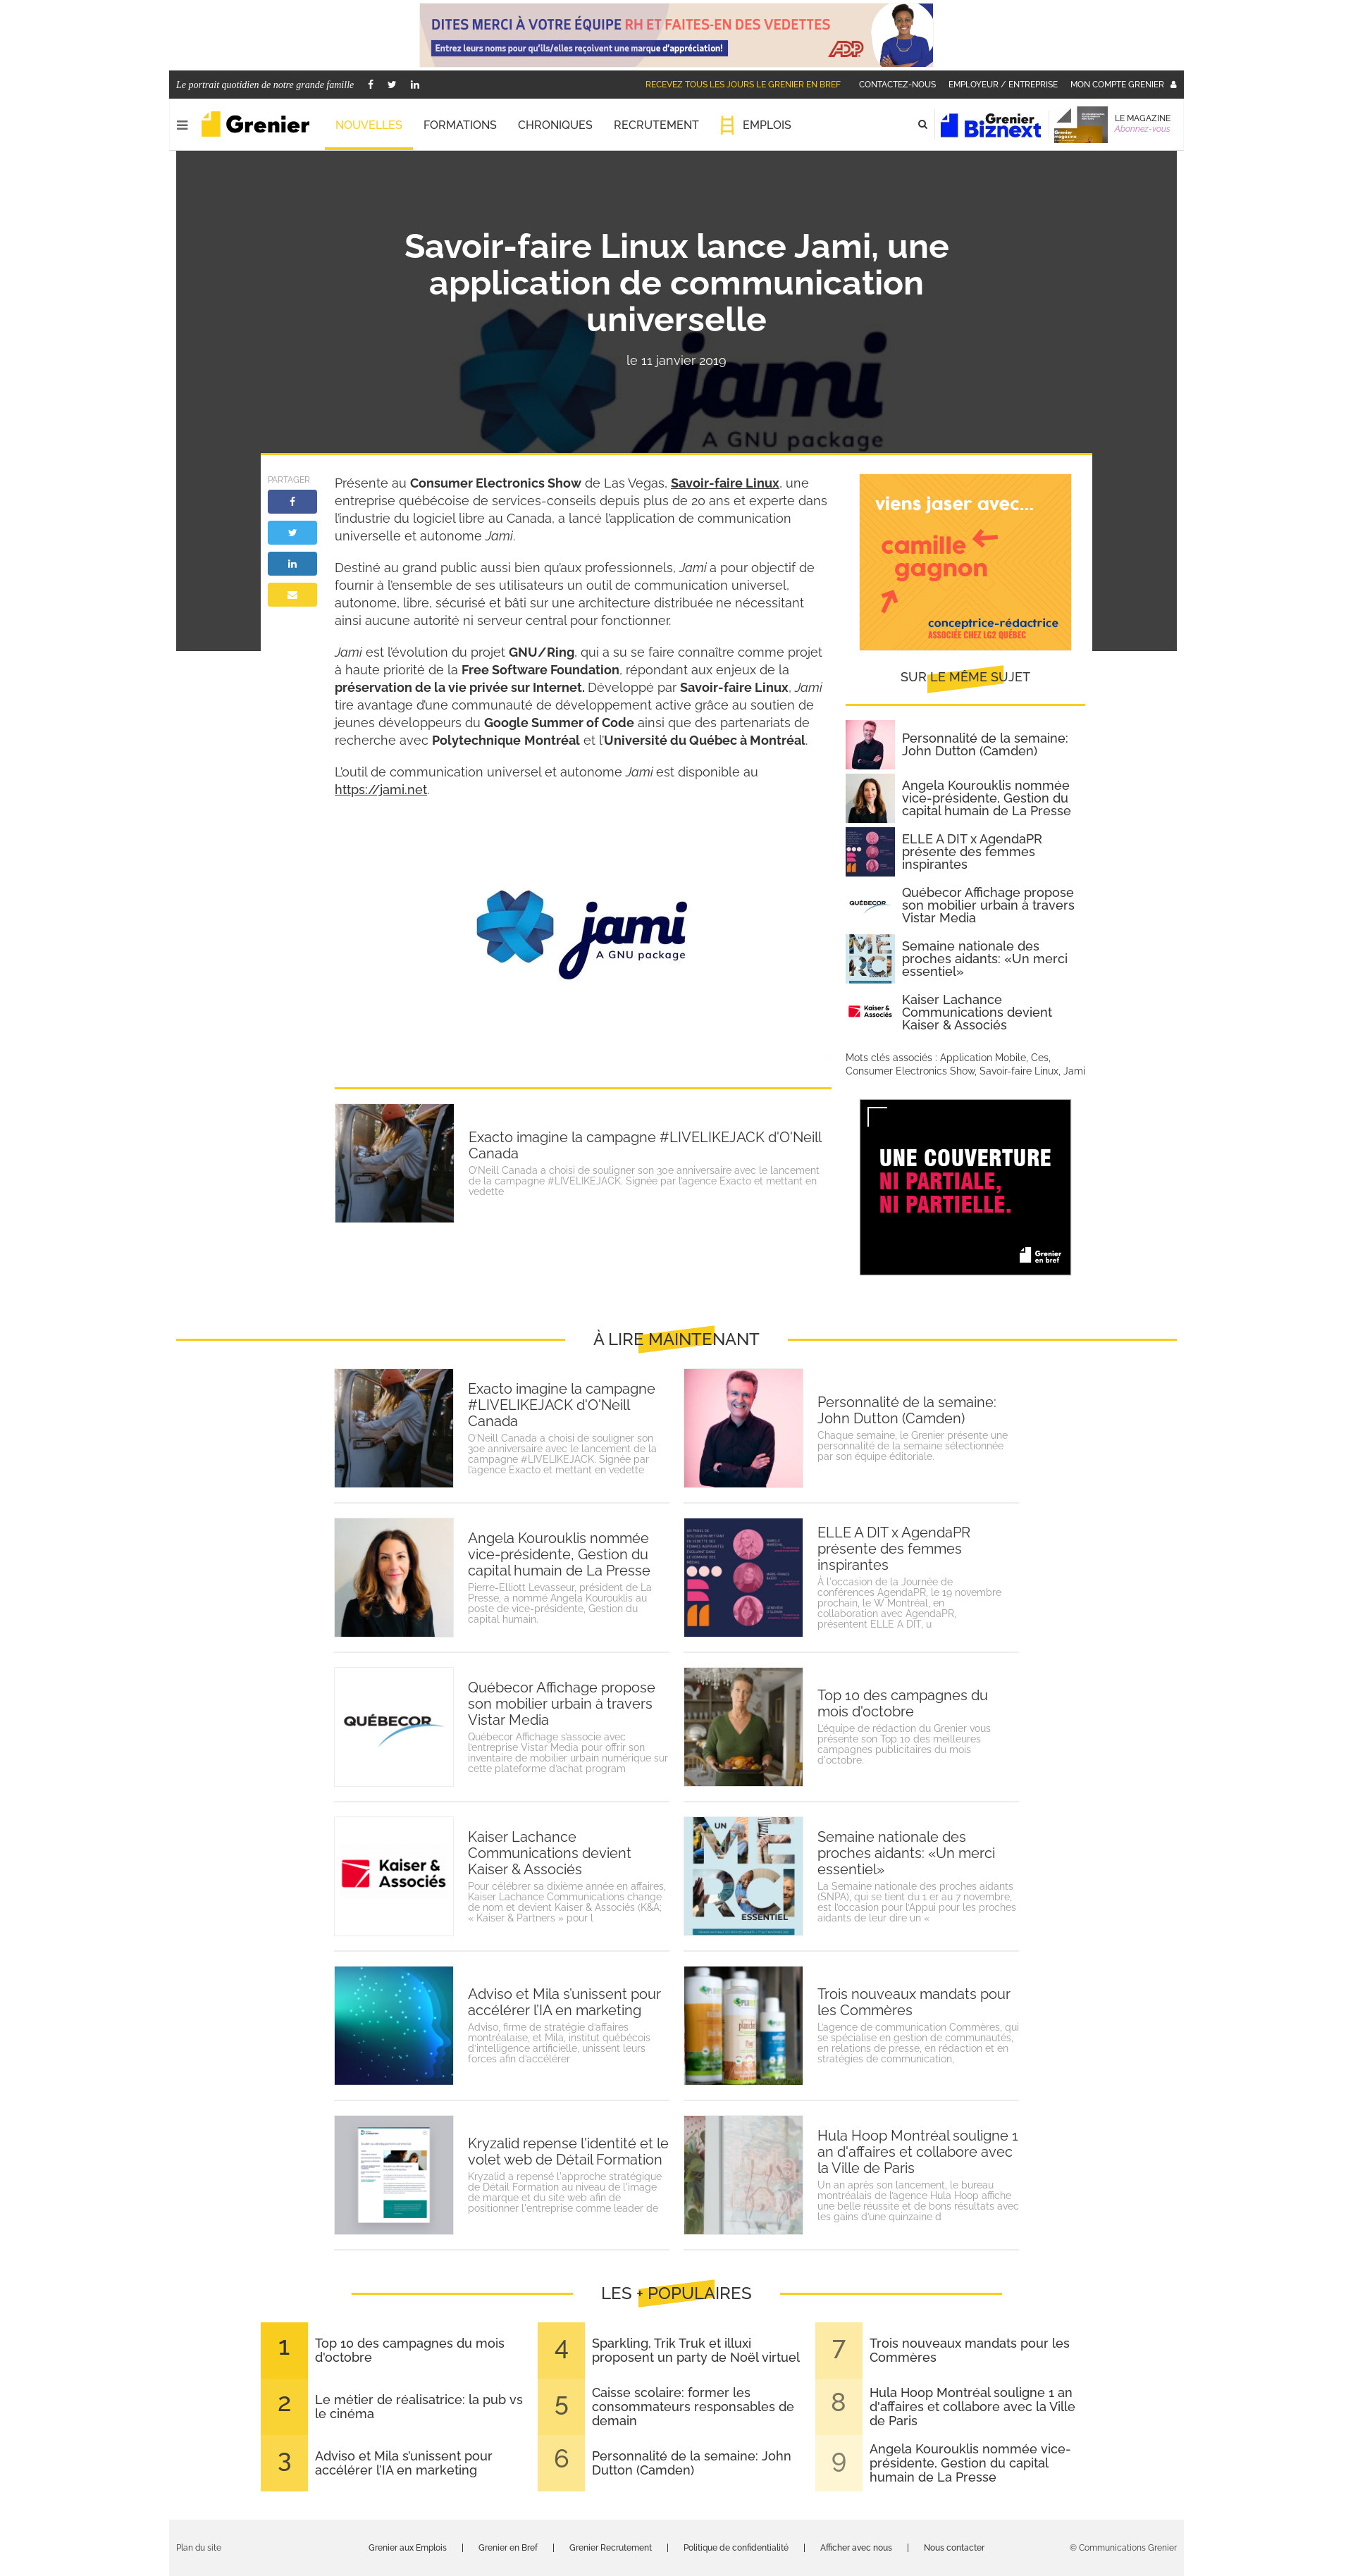 DITES MERCI À VOTRE ÉQUIPE RH ET FAITES-EN DES VEDETTES
Entrez leurs noms pour qu'ils/elles reçoivent une marque d'appréciation!
ADP
Le portrait quotidien de notre grande famille
RECEVEZ TOUS LES JOURS LE GRENIER EN BREF
CONTACTEZ-NOUS
EMPLOYEUR / ENTREPRISE
MON COMPTE GRENIER
Grenier
NOUVELLES
FORMATIONS
CHRONIQUES
RECRUTEMENT
EMPLOIS
Grenier
Biznext
LE MAGAZINE
Abonnez-vous
Savoir-faire Linux lance Jami, une
application de communication
universelle
le 11 janvier 2019
jami
A GNU package
PARTAGER
Présente au Consumer Electronics Show de Las Vegas, Savoir-faire Linux, une
entreprise québécoise de services-conseils depuis plus de 20 ans et experte dans
l'industrie du logiciel libre au Canada, a lancé l'application de communication
universelle et autonome Jami.
Destiné au grand public aussi bien qu'aux professionnels, Jami a pour objectif de
fournir à l'ensemble de ses utilisateurs un outil de communication universel,
autonome, libre, sécurisé et bâti sur une architecture distribuée ne nécessitant
ainsi aucune autorité ni serveur central pour fonctionner.
Jami est l'évolution du projet GNU/Ring, qui a su se faire connaître comme projet
à haute priorité de la Free Software Foundation, répondant aux enjeux de la
préservation de la vie privée sur Internet. Développé par Savoir-faire Linux, Jami
tire avantage d'une communauté de développement active grâce au soutien de
jeunes développeurs du Google Summer of Code ainsi que des partenariats de
recherche avec Polytechnique Montréal et l'Université du Québec à Montréal.
L'outil de communication universel et autonome Jami est disponible au
https://jami.net.
jami
A GNU package
Exacto imagine la campagne #LIVELIKEJACK d'O'Neill
Canada
O'Neill Canada a choisi de souligner son 30e anniversaire avec le lancement
de la campagne #LIVELIKEJACK. Signée par l'agence Exacto et mettant en
vedette
viens jaser avec...
camille
gagnon
conceptrice-rédactrice
ASSOCIÉE CHEZ LG2 QUÉBEC
SUR LE MÊME SUJET
Personnalité de la semaine:
John Dutton (Camden)
Angela Kourouklis nommée
vice-présidente, Gestion du
capital humain de La Presse
ELLE A DIT x AgendaPR
présente des femmes
inspirantes
QUÉBECOR
Québecor Affichage propose
son mobilier urbain à travers
Vistar Media
Semaine nationale des
proches aidants: «Un merci
essentiel»
Kaiser &
Associés
Kaiser Lachance
Communications devient
Kaiser & Associés
Mots clés associés : Application Mobile, Ces,
Consumer Electronics Show, Savoir-faire Linux, Jami
UNE COUVERTURE
NI PARTIALE,
NI PARTIELLE.
Grenier
en bref
À LIRE MAINTENANT
Exacto imagine la campagne
#LIVELIKEJACK d'O'Neill
Canada
O'Neill Canada a choisi de souligner son
30e anniversaire avec le lancement de la
campagne #LIVELIKEJACK. Signée par
l'agence Exacto et mettant en vedette
Personnalité de la semaine:
John Dutton (Camden)
Chaque semaine, le Grenier présente une
personnalité de la semaine sélectionnée
par son équipe éditoriale.
Angela Kourouklis nommée
vice-présidente, Gestion du
capital humain de La Presse
Pierre-Elliott Levasseur, président de La
Presse, a nommé Angela Kourouklis au
poste de vice-présidente, Gestion du
capital humain.
ELLE A DIT x AgendaPR
présente des femmes
inspirantes
À l'occasion de la Journée de
conférences AgendaPR, le 19 novembre
prochain, le W Montréal, en
collaboration avec AgendaPR,
présentent ELLE A DIT, u
QUÉBECOR
Québecor Affichage propose
son mobilier urbain à travers
Vistar Media
Québecor Affichage s'associe avec
l'entreprise Vistar Media pour offrir son
inventaire de mobilier urbain numérique sur
cette plateforme d'achat program
Top 10 des campagnes du
mois d'octobre
L'équipe de rédaction du Grenier vous
présente son Top 10 des meilleures
campagnes publicitaires du mois
d'octobre.
Kaiser &
Associés
Kaiser Lachance
Communications devient
Kaiser & Associés
Pour célébrer sa dixième année en affaires,
Kaiser Lachance Communications change
de nom et devient Kaiser & Associés (K&A;
« Kaiser & Partners » pour l
UN
MERCI
ESSENTIEL
Semaine nationale des
proches aidants: «Un merci
essentiel»
La Semaine nationale des proches aidants
(SNPA), qui se tient du 1 er au 7 novembre,
est l'occasion pour l'Appui pour les proches
aidants de leur dire un «
Adviso et Mila s'unissent pour
accélérer l'IA en marketing
Adviso, firme de stratégie d'affaires
montréalaise, et Mila, institut québécois
d'intelligence artificielle, unissent leurs
forces afin d'accélérer
Trois nouveaux mandats pour
les Commères
L'agence de communication Commères, qui
se spécialise en gestion de communautés,
en relations de presse, en rédaction et en
stratégies de communication,
Kryzalid repense l'identité et le
volet web de Détail Formation
Kryzalid a repensé l'approche stratégique
de Détail Formation au niveau de l'image
de marque et du site web afin de
positionner l'entreprise comme leader de
Hula Hoop Montréal souligne 1
an d'affaires et collabore avec
la Ville de Paris
Un an après son lancement, le bureau
montréalais de l'agence Hula Hoop affiche
une belle réussite et de bons résultats avec
les gains d'une quinzaine d
LES + POPULAIRES
1
Top 10 des campagnes du mois
d'octobre
2
Le métier de réalisatrice: la pub vs
le cinéma
3
Adviso et Mila s'unissent pour
accélérer l'IA en marketing
4
Sparkling, Trik Truk et illuxi
proposent un party de Noël virtuel
5
Caisse scolaire: former les
consommateurs responsables de
demain
6
Personnalité de la semaine: John
Dutton (Camden)
7
Trois nouveaux mandats pour les
Commères
8
Hula Hoop Montréal souligne 1 an
d'affaires et collabore avec la Ville
de Paris
9
Angela Kourouklis nommée vice-
présidente, Gestion du capital
humain de La Presse
Plan du site
Grenier aux Emplois | Grenier en Bref | Grenier Recrutement | Politique de confidentialité | Afficher avec nous | Nous contacter
© Communications Grenier